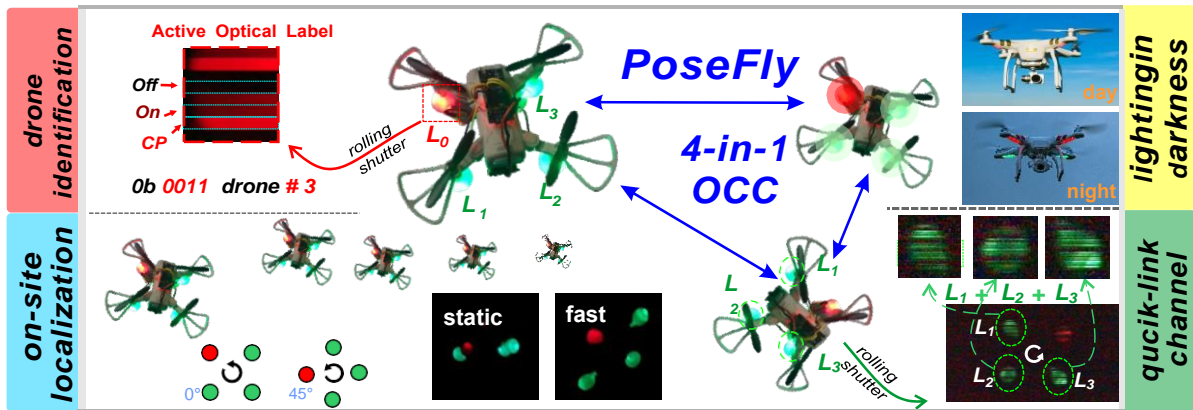 drone
identification
Active Optical Label
Off
On
CP
0b 0011 drone # 3
rolling
shutter
L0
L3
L1
L2
PoseFly
4-in-1
OCC
day
night
lightingin
darkness
on-site
localization
0°
45°
static
fast
L1
L
2
L3
rolling
shutter
L1 + L2 + L3
L1
L2
L3
qucik-link
channel